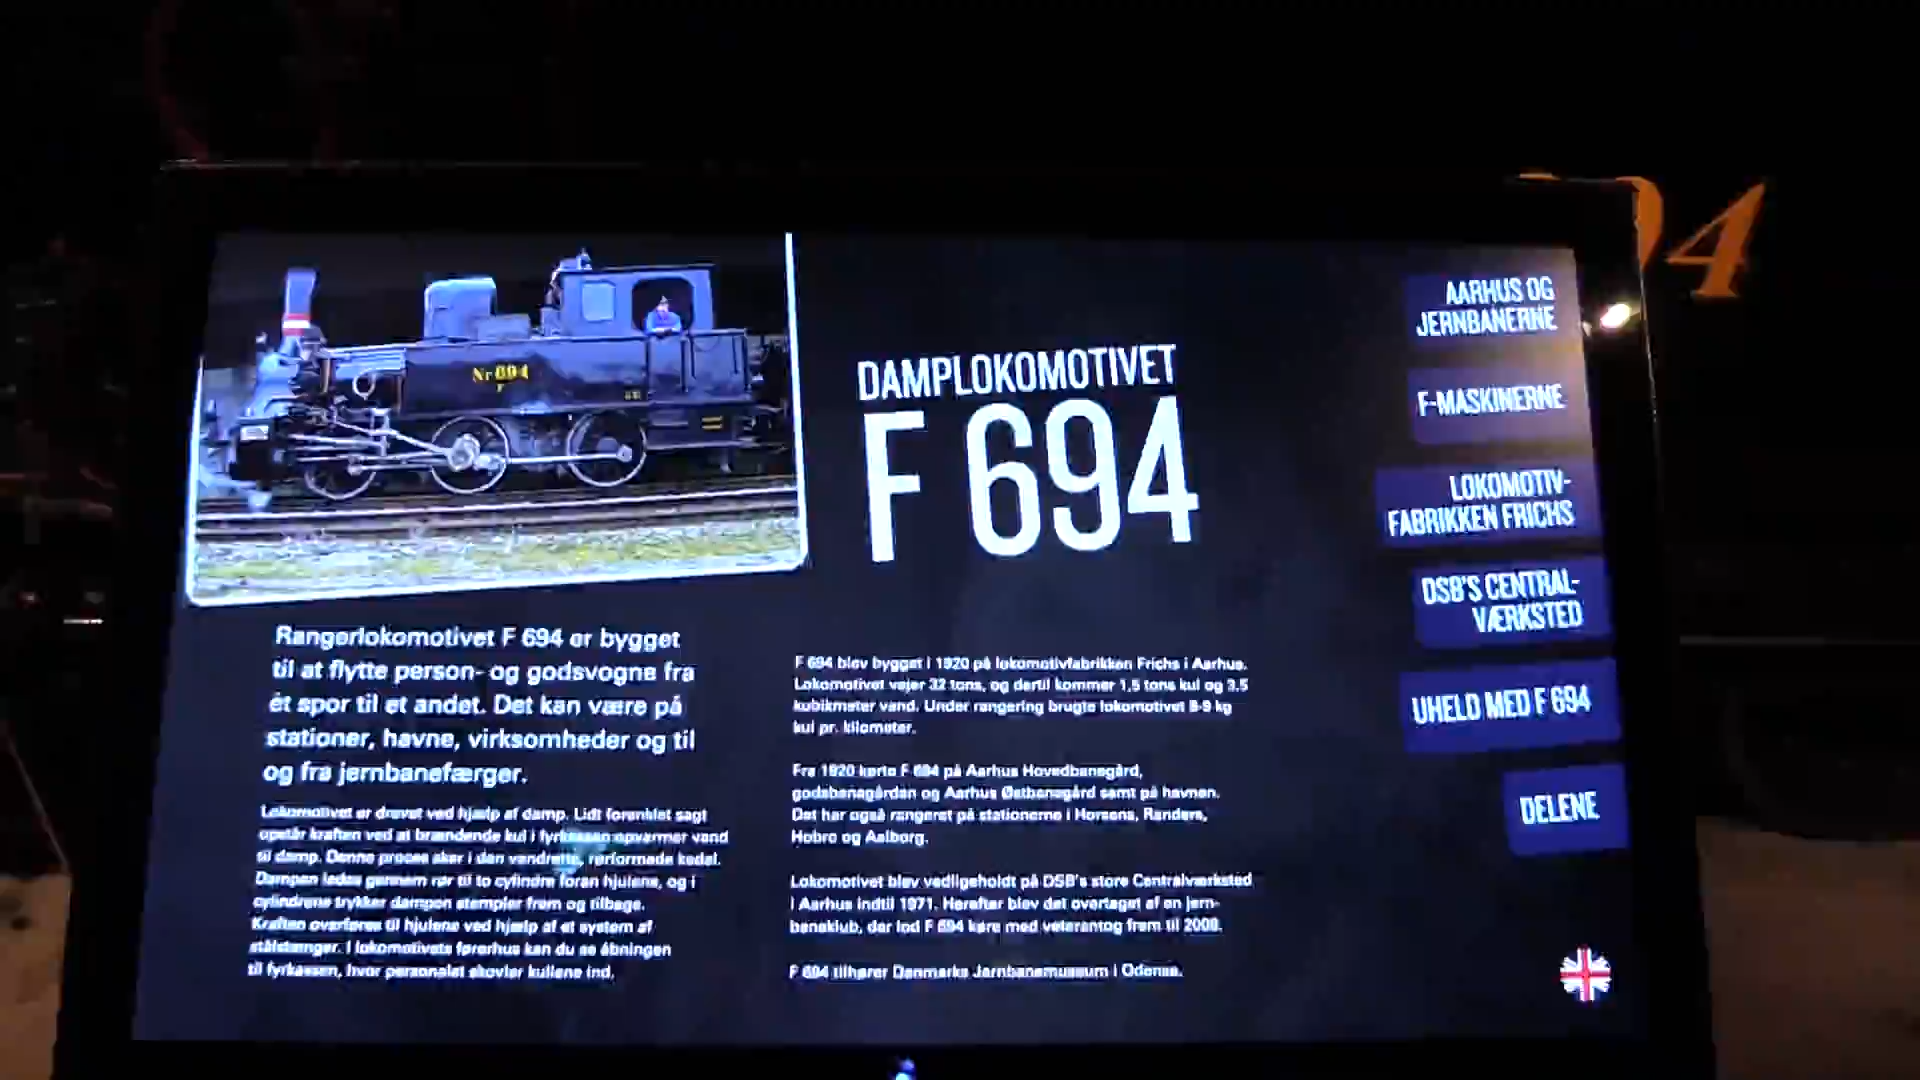 94
Nr 694
F
DAMPLOKOMOTIVET
F 694
Rangerlokomotivet F 694 er bygget
til at flytte person- og godsvogne fra
ét spor til et andet. Det kan være på
stationer, havne, virksomheder og til
og fra jernbanefærger.
Lokomotivet er drevet ved hjælp af damp. Lidt forenklet sagt
opstår kraften ved at brændende kul i fyrkassen opvarmer vand
til damp. Denne proces sker i den vandrette, rørformede kedel.
Dampen ledes gennem rør til to cylindre foran hjulene, og i
cylindrene trykker dampen stempler frem og tilbage.
Kraften overføres til hjulene ved hjælp af et system af
stålstænger. I lokomotivets førerhus kan du se åbningen
til fyrkassen, hvor personalet skovler kullene ind.
F 694 blev bygget i 1920 på lokomotivfabrikken Frichs i Aarhus.
Lokomotivet vejer 32 tons, og dertil kommer 1,5 tons kul og 3,5
kubikmeter vand. Under rangering brugte lokomotivet 8-9 kg
kul pr. kilometer.
Fra 1920 kørte F 694 på Aarhus Hovedbanegård,
godsbanegården og Aarhus Østbanegård samt på havnen.
Det har også rangeret på stationerne i Horsens, Randers,
Hobro og Aalborg.
Lokomotivet blev vedligeholdt på DSB's store Centralværksted
i Aarhus indtil 1971. Herefter blev det overtaget af en jern-
baneklub, der lod F 694 køre med veterantog frem til 2008.
F 694 tilhører Danmarks Jernbanemuseum i Odense.
AARHUS OG
JERNBANERNE
F-MASKINERNE
LOKOMOTIV-
FABRIKKEN FRICHS
DSB'S CENTRAL-
VÆRKSTED
UHELD MED F 694
DELENE